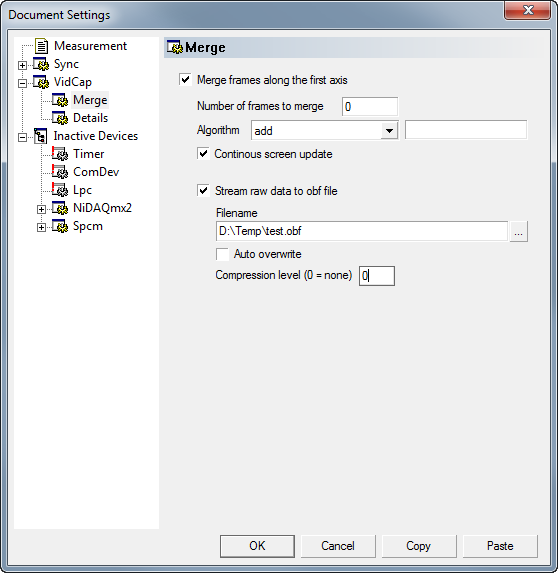 Document Settings
Measurement
Sync
VidCap
Merge
Details
Inactive Devices
Timer
ComDev
Lpc
NiDAQmx2
Spcm
Merge
Merge frames along the first axis
Number of frames to merge 0
Algorithm add
Continous screen update
Stream raw data to obf file
Filename
D:\Temp\test.obf ...
Auto overwrite
Compression level (0 = none) 0
OK Cancel Copy Paste